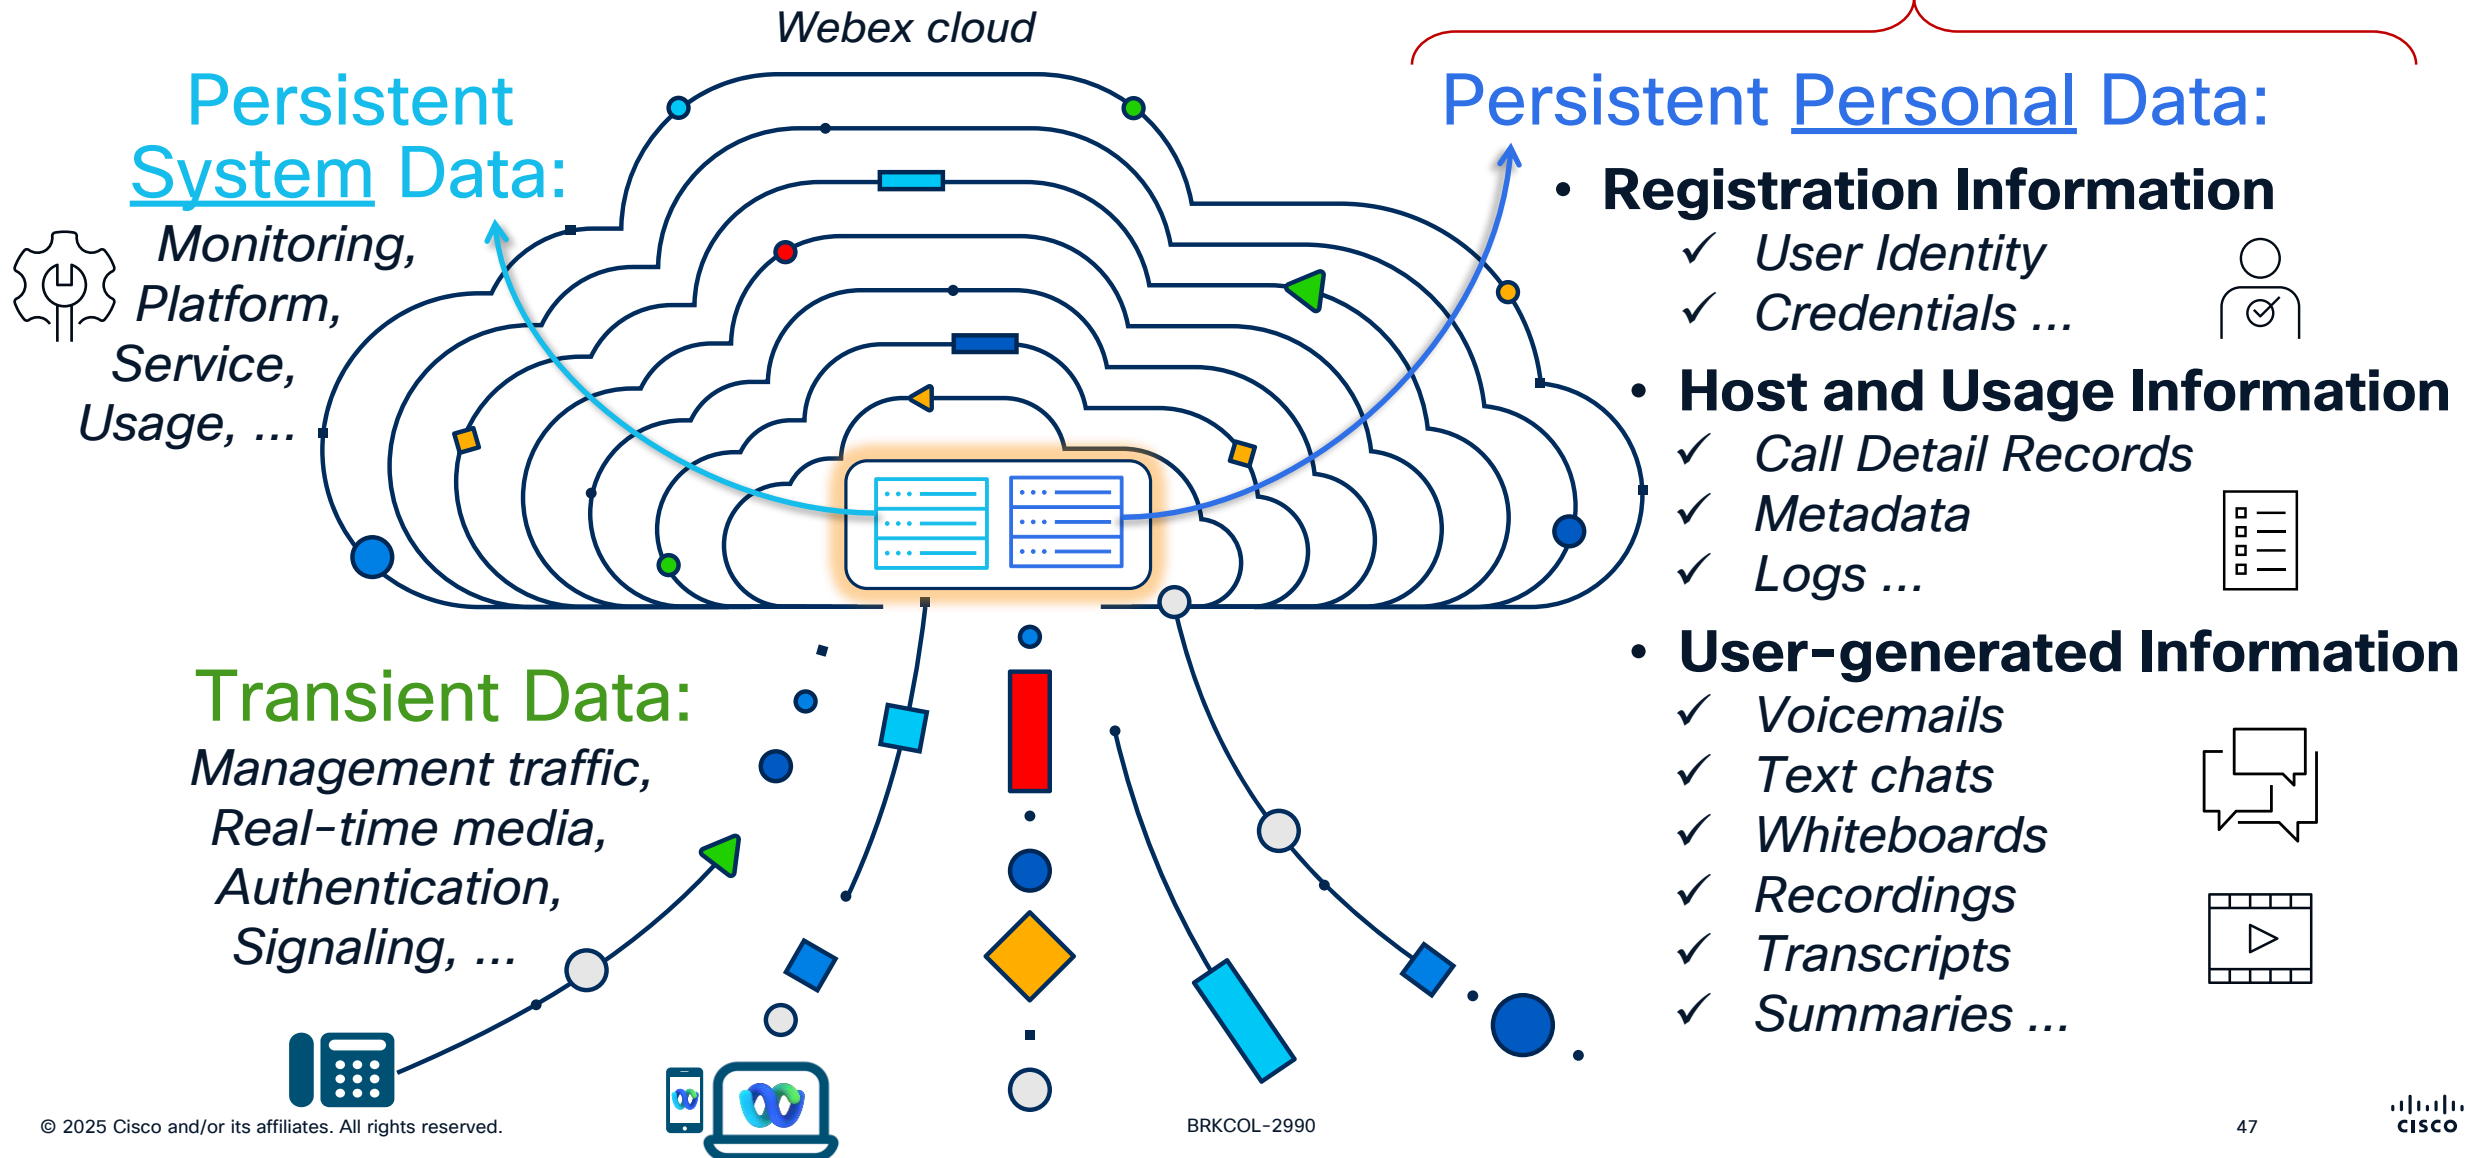 Webex cloud
Persistent
System Data:
Monitoring,
Platform,
Service,
Usage, ...
Transient Data:
Management traffic,
Real-time media,
Authentication,
Signaling, ...
Persistent Personal Data:
• Registration Information
✓ User Identity
✓ Credentials ...
• Host and Usage Information
✓ Call Detail Records
✓ Metadata
✓ Logs ...
• User-generated Information
✓ Voicemails
✓ Text chats
✓ Whiteboards
✓ Recordings
✓ Transcripts
✓ Summaries ...
© 2025 Cisco and/or its affiliates. All rights reserved.
BRKCOL-2990
47
CISCO